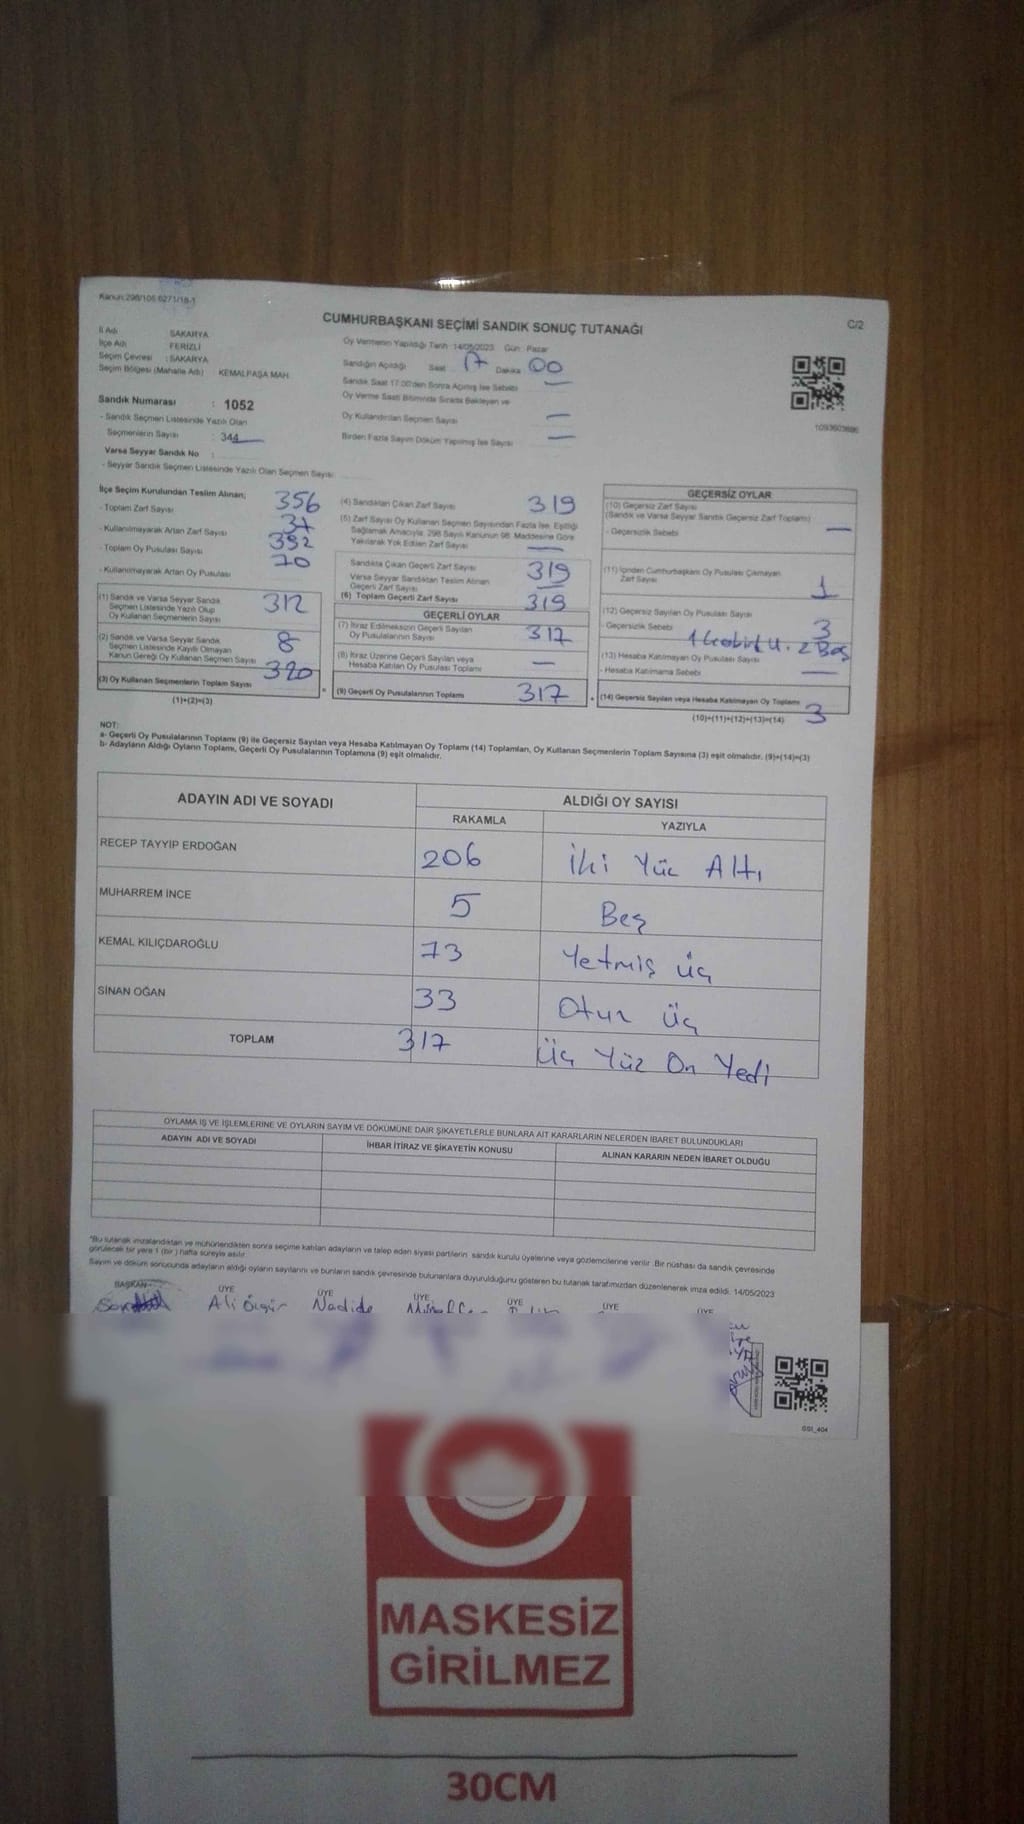 Kanun:298/105 6271/18-1
C/2
CUMHURBAŞKANI SEÇİMİ SANDIK SONUÇ TUTANAĞI
İl Adı SAKARYA
İlçe Adı FERİZLİ
Seçim Çevresi : SAKARYA
Seçim Bölgesi (Mahalle Adı) KEMALPAŞA MAH.
Sandık Numarası : 1052
- Sandık Seçmen Listesinde Yazılı Olan
Seçmenlerin Sayısı : 344
Varsa Seyyar Sandık No :
- Seyyar Sandık Seçmen Listesinde Yazılı Olan Seçmen Sayısı
Oy Vermenin Yapıldığı Tarih 14/05/2023 Gün: Pazar
Sandığın Açıldığı Saat 17 Dakika 00
Sandık Saat 17:00'den Sonra Açılmış İse Sebebi —
Oy Verme Saati Bitiminde Sırada Bekleyen ve
Oy Kullandırılan Seçmen Sayısı —
Birden Fazla Sayım Döküm Yapılmış İse Sayısı —
1093603886
İlçe Seçim Kurulundan Teslim Alınan;
- Toplam Zarf Sayısı 356
- Kullanılmayarak Artan Zarf Sayısı 37
- Toplam Oy Pusulası Sayısı 392
- Kullanılmayarak Artan Oy Pusulası 70
(1) Sandık ve Varsa Seyyar Sandık
Seçmen Listesinde Yazılı Olup
Oy Kullanan Seçmenlerin Sayısı 312
(2) Sandık ve Varsa Seyyar Sandık
Seçmen Listesinde Kayıtlı Olmayan
Kanun Gereği Oy Kullanan Seçmen Sayısı 8
(3) Oy Kullanan Seçmenlerin Toplam Sayısı 320
(1)+(2)=(3)
(4) Sandıktan Çıkan Zarf Sayısı 319
(5) Zarf Sayısı Oy Kullanan Seçmen Sayısından Fazla İse, Eşitliği
Sağlamak Amacıyla; 298 Sayılı Kanunun 98. Maddesine Göre
Yakılarak Yok Edilen Zarf Sayısı —
Sandıkta Çıkan Geçerli Zarf Sayısı 319
Varsa Seyyar Sandıktan Teslim Alınan
Geçerli Zarf Sayısı —
(6) Toplam Geçerli Zarf Sayısı 319
GEÇERLİ OYLAR
(7) İtiraz Edilmeksizin Geçerli Sayılan
Oy Pusulalarının Sayısı 317
(8) İtiraz Üzerine Geçerli Sayılan veya
Hesaba Katılan Oy Pusulası Toplamı —
(9) Geçerli Oy Pusulalarının Toplamı 317
GEÇERSİZ OYLAR
(10) Geçersiz Zarf Sayısı
(Sandık ve Varsa Seyyar Sandık Geçersiz Zarf Toplamı) —
- Geçersizlik Sebebi
(11) İçinden Cumhurbaşkanı Oy Pusulası Çıkmayan
Zarf Sayısı 1
(12) Geçersiz Sayılan Oy Pusulası Sayısı 3
- Geçersizlik Sebebi
2 Boş
(13) Hesaba Katılmayan Oy Pusulası Sayısı —
- Hesaba Katılmama Sebebi
(14) Geçersiz Sayılan veya Hesaba Katılmayan Oy Toplamı 3
(10)+(11)+(12)+(13)=(14)
NOT:
a- Geçerli Oy Pusulalarının Toplamı (9) ile Geçersiz Sayılan veya Hesaba Katılmayan Oy Toplamı (14) Toplamları, Oy Kullanan Seçmenlerin Toplam Sayısına (3) eşit olmalıdır. (9)+(14)=(3)
b- Adayların Aldığı Oyların Toplamı, Geçerli Oy Pusulalarının Toplamına (9) eşit olmalıdır.
ADAYIN ADI VE SOYADI ALDIĞI OY SAYISI
RAKAMLA YAZIYLA
RECEP TAYYİP ERDOĞAN 206 İki Yüz Altı
MUHARREM İNCE 5 Beş
KEMAL KILIÇDAROĞLU 73 Yetmiş üç
SİNAN OĞAN 33 Otuz üç
TOPLAM 317 Üç Yüz On Yedi
OYLAMA İŞ VE İŞLEMLERİNE VE OYLARIN SAYIM VE DÖKÜMÜNE DAİR ŞİKAYETLERLE BUNLARA AİT KARARLARIN NELERDEN İBARET BULUNDUKLARI
ADAYIN ADI VE SOYADI İHBAR İTİRAZ VE ŞİKAYETİN KONUSU ALINAN KARARIN NEDEN İBARET OLDUĞU
"Bu tutanak imzalandıktan ve mühürlendikten sonra seçime katılan adayların ve talep eden siyasi partilerin sandık kurulu üyelerine veya gözlemcilerine verilir. Bir nüshası da sandık çevresinde
görülecek bir yere 1 (bir) hafta süreyle asılır.
Sayım ve döküm sonucunda adayların aldığı oyların sayılarını ve bunların sandık çevresinde bulunanlara duyurulduğunu gösteren bu tutanak tarafımızdan düzenlenerek imza edildi. 14/05/2023
BAŞKAN ÜYE ÜYE ÜYE ÜYE ÜYE ÜYE
Ali Özgür Nadide
GSI_404
MASKESİZ
GİRİLMEZ
30CM